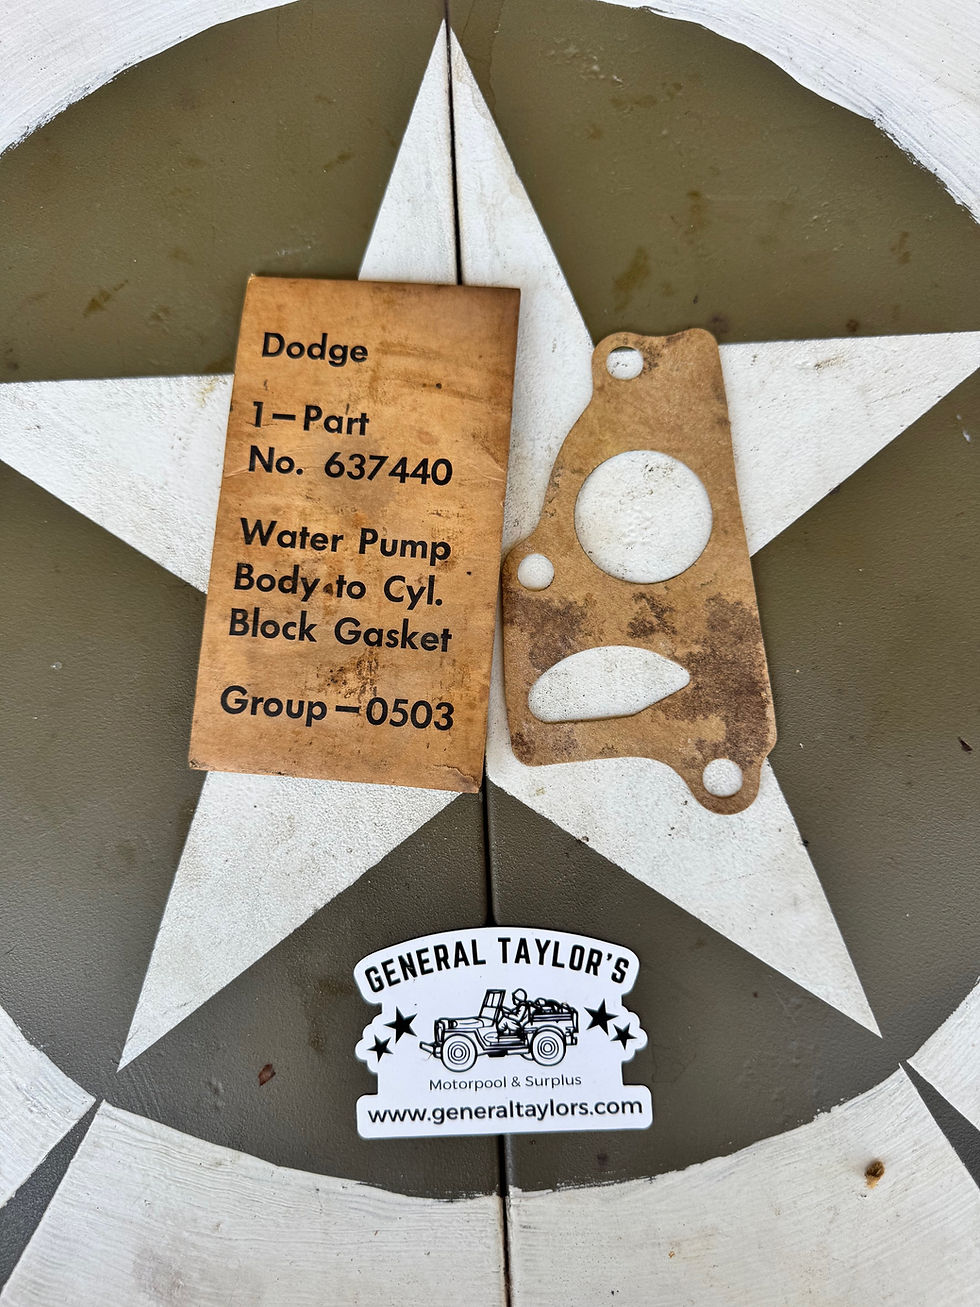 Dodge
1—Part
No. 637440
Water Pump
Body to Cyl.
Block Gasket
Group—0503
GENERAL TAYLOR'S
Motorpool & Surplus
www.generaltaylors.com